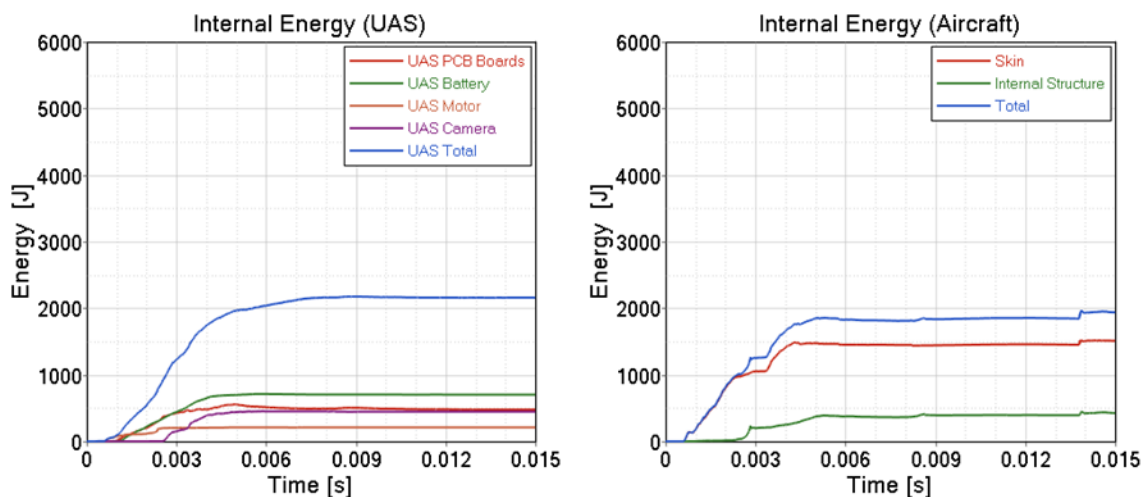 Internal Energy (UAS)
6000
5000
4000
3000
2000
1000
0
Energy [J]
UAS PCB Boards
UAS Battery
UAS Motor
UAS Camera
UAS Total
0
0.003
0.006
0.009
0.012
0.015
Time [s]
Internal Energy (Aircraft)
6000
5000
4000
3000
2000
1000
0
Energy [J]
Skin
Internal Structure
Total
0
0.003
0.006
0.009
0.012
0.015
Time [s]